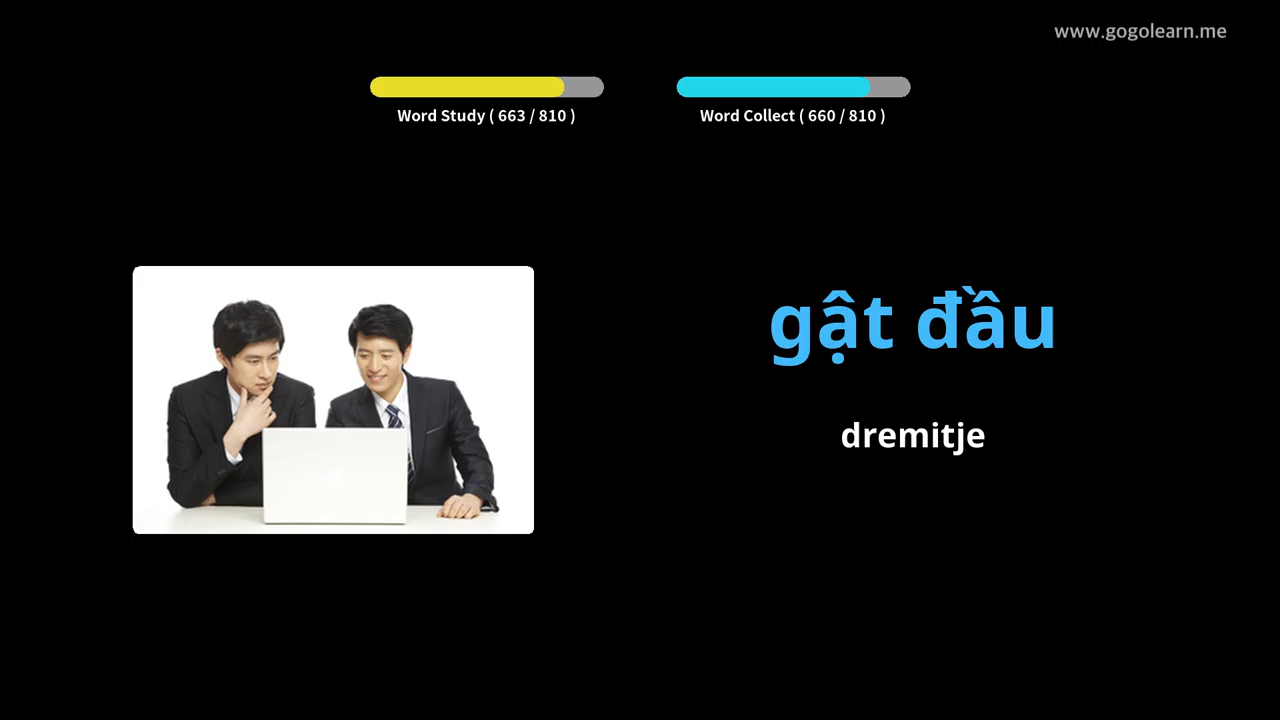 www.gogolearn.me
Word Study ( 663 / 810 )
Word Collect ( 660 / 810 )
gật đầu
dremitje